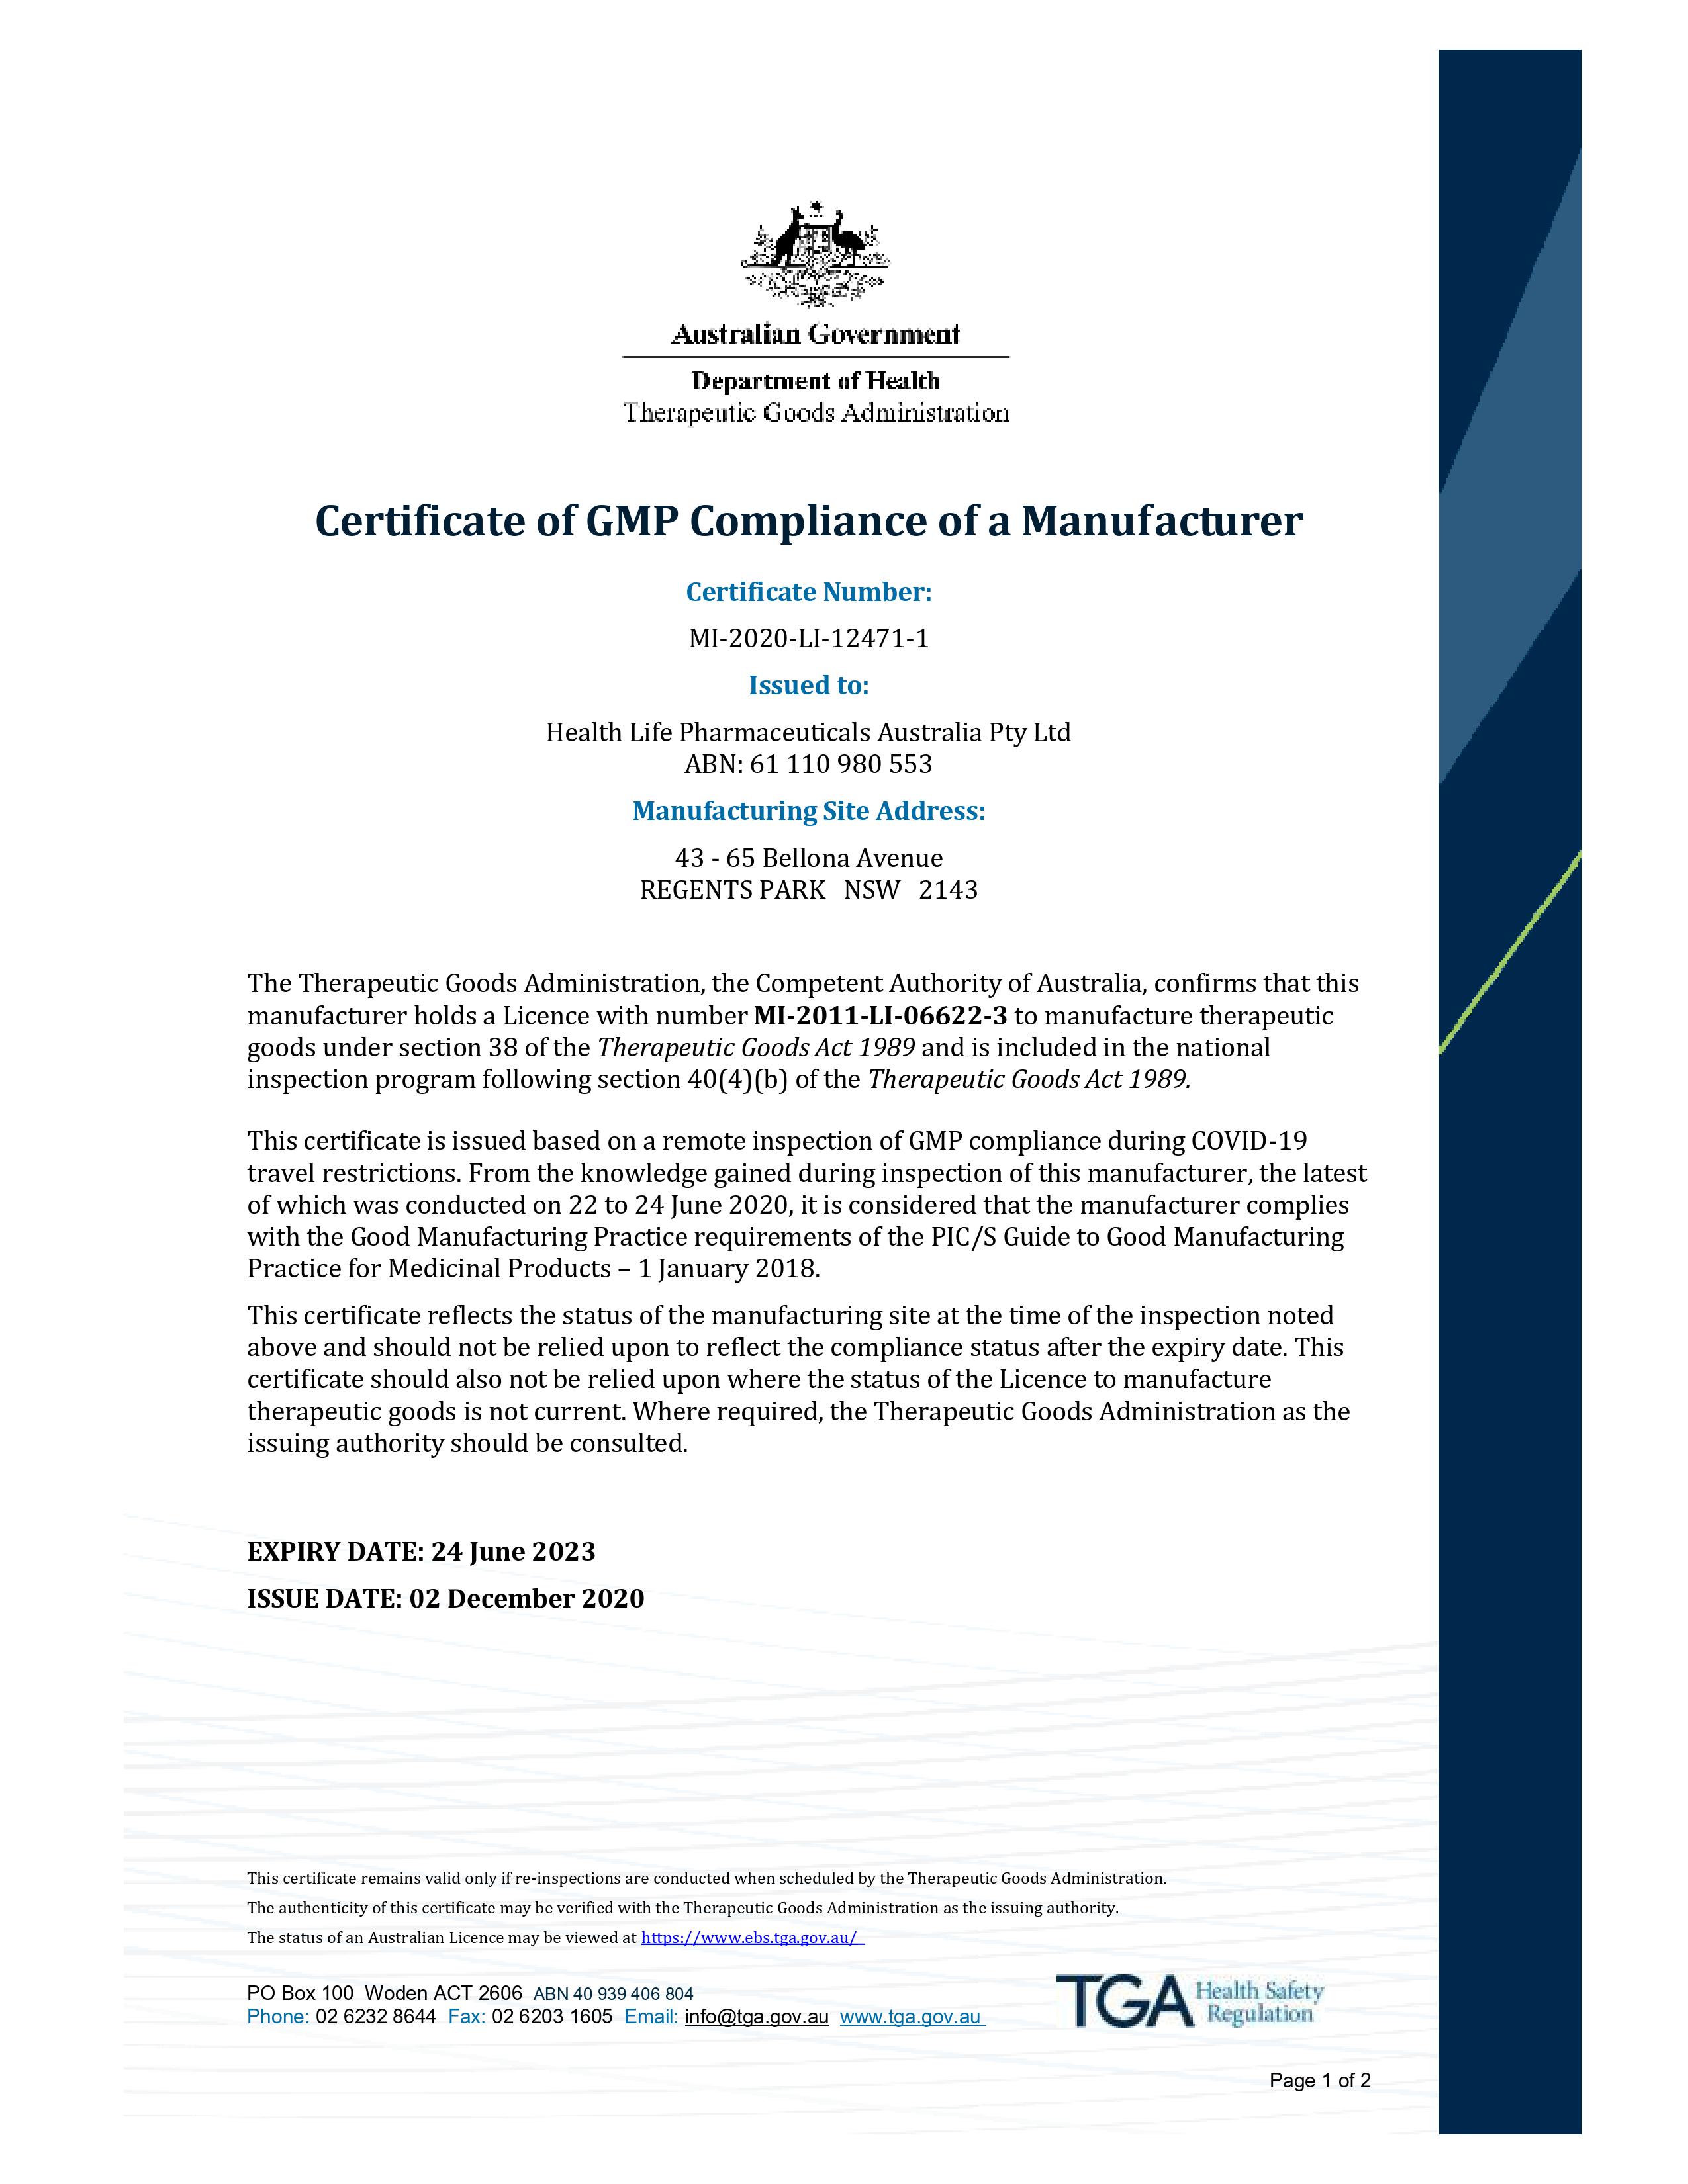 Australian Government
Department of Health
Therapeutic Goods Administration
Certificate of GMP Compliance of a Manufacturer
Certificate Number:
MI-2020-LI-12471-1
Issued to:
Health Life Pharmaceuticals Australia Pty Ltd
ABN: 61 110 980 553
Manufacturing Site Address:
43 - 65 Bellona Avenue
REGENTS PARK NSW 2143
The Therapeutic Goods Administration, the Competent Authority of Australia, confirms that this
manufacturer holds a Licence with number MI-2011-LI-06622-3 to manufacture therapeutic
goods under section 38 of the Therapeutic Goods Act 1989 and is included in the national
inspection program following section 40(4)(b) of the Therapeutic Goods Act 1989.
This certificate is issued based on a remote inspection of GMP compliance during COVID-19
travel restrictions. From the knowledge gained during inspection of this manufacturer, the latest
of which was conducted on 22 to 24 June 2020, it is considered that the manufacturer complies
with the Good Manufacturing Practice requirements of the PIC/S Guide to Good Manufacturing
Practice for Medicinal Products – 1 January 2018.
This certificate reflects the status of the manufacturing site at the time of the inspection noted
above and should not be relied upon to reflect the compliance status after the expiry date. This
certificate should also not be relied upon where the status of the Licence to manufacture
therapeutic goods is not current. Where required, the Therapeutic Goods Administration as the
issuing authority should be consulted.
EXPIRY DATE: 24 June 2023
ISSUE DATE: 02 December 2020
This certificate remains valid only if re-inspections are conducted when scheduled by the Therapeutic Goods Administration.
The authenticity of this certificate may be verified with the Therapeutic Goods Administration as the issuing authority.
The status of an Australian Licence may be viewed at https://www.ebs.tga.gov.au/
PO Box 100 Woden ACT 2606 ABN 40 939 406 804
Phone: 02 6232 8644 Fax: 02 6203 1605 Email: info@tga.gov.au www.tga.gov.au
TGA Health Safety
Regulation
Page 1 of 2